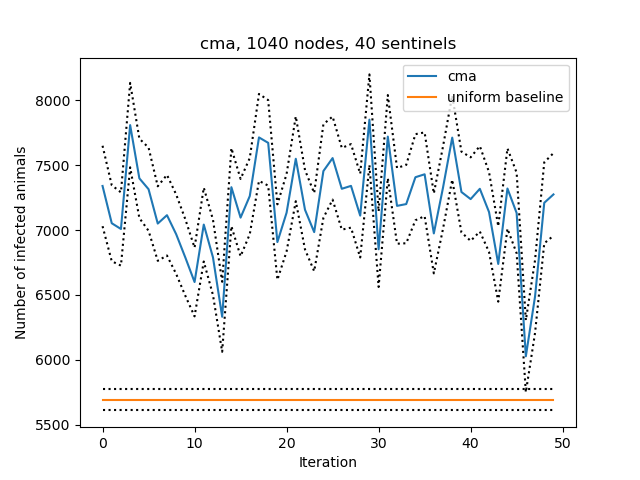 cma, 1040 nodes, 40 sentinels
cma
uniform baseline
Number of infected animals
8000
7500
7000
6500
6000
5500
0 10 20 30 40 50
Iteration